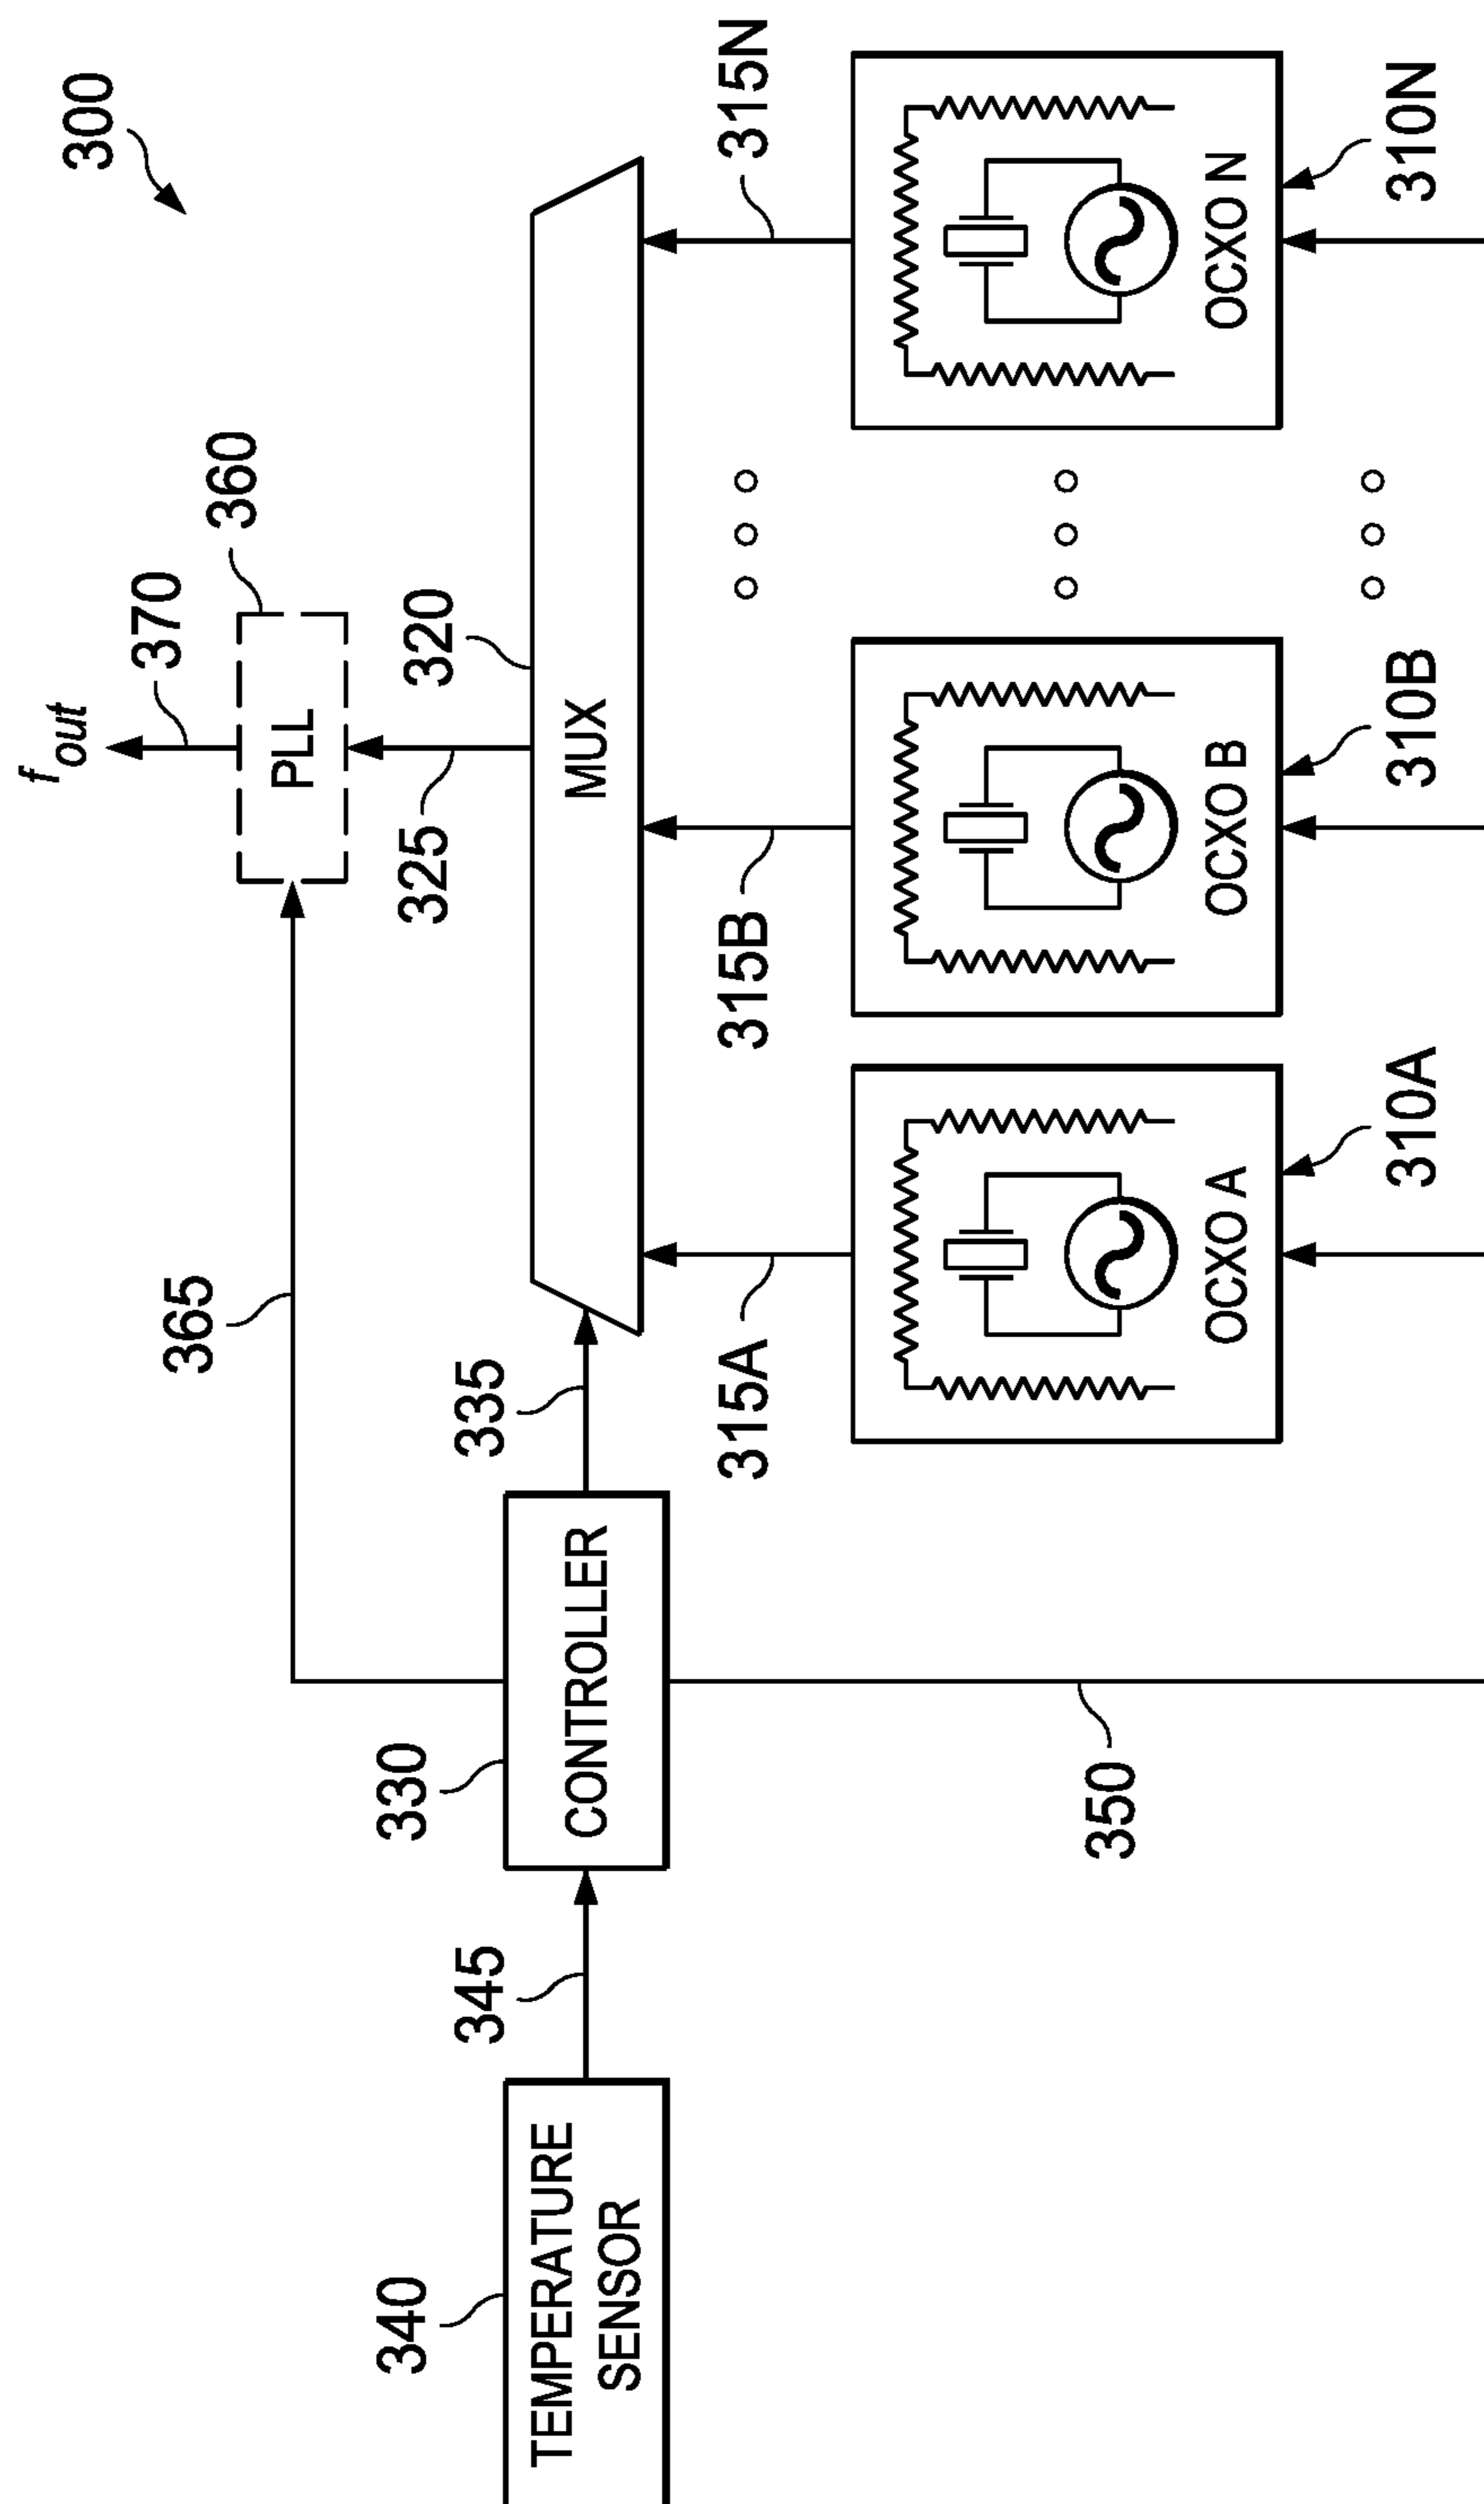 300
f out
370
360
PLL
365
325
320
MUX
335
330
CONTROLLER
345
340
TEMPERATURE
SENSOR
315A
315B
315N
OCXO A
OCXO B
OCXO N
310A
310B
310N
350